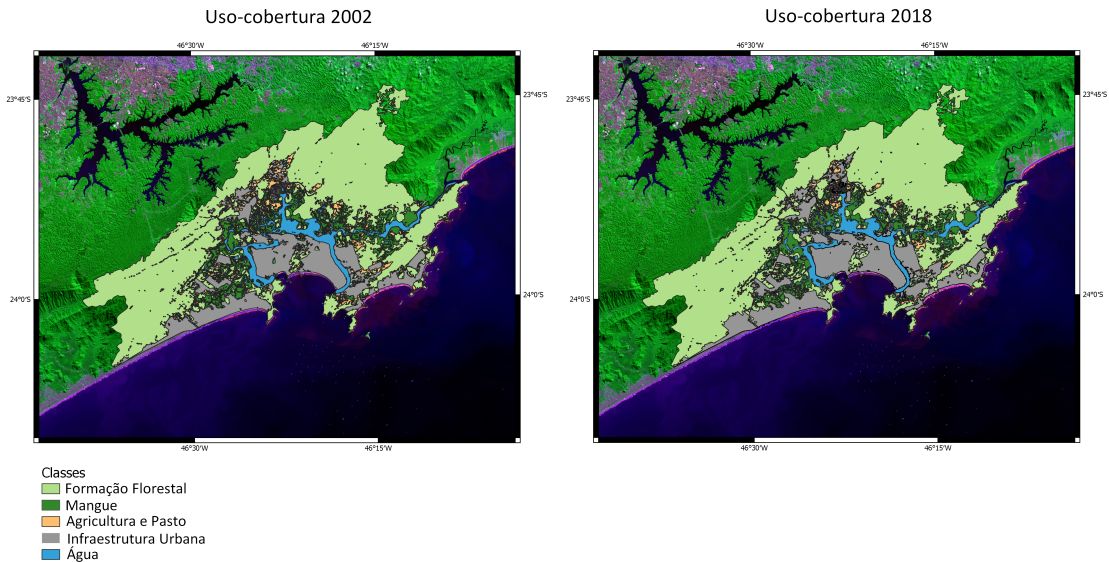 Uso-cobertura 2002
Uso-cobertura 2018
46°30'W
46°15'W
46°30'W
46°15'W
23°45'S
23°45'S
23°45'S
23°45'S
24°0'S
24°0'S
24°0'S
24°0'S
46°30'W
46°15'W
46°30'W
46°15'W
Classes
Formação Florestal
Mangue
Agricultura e Pasto
Infraestrutura Urbana
Água